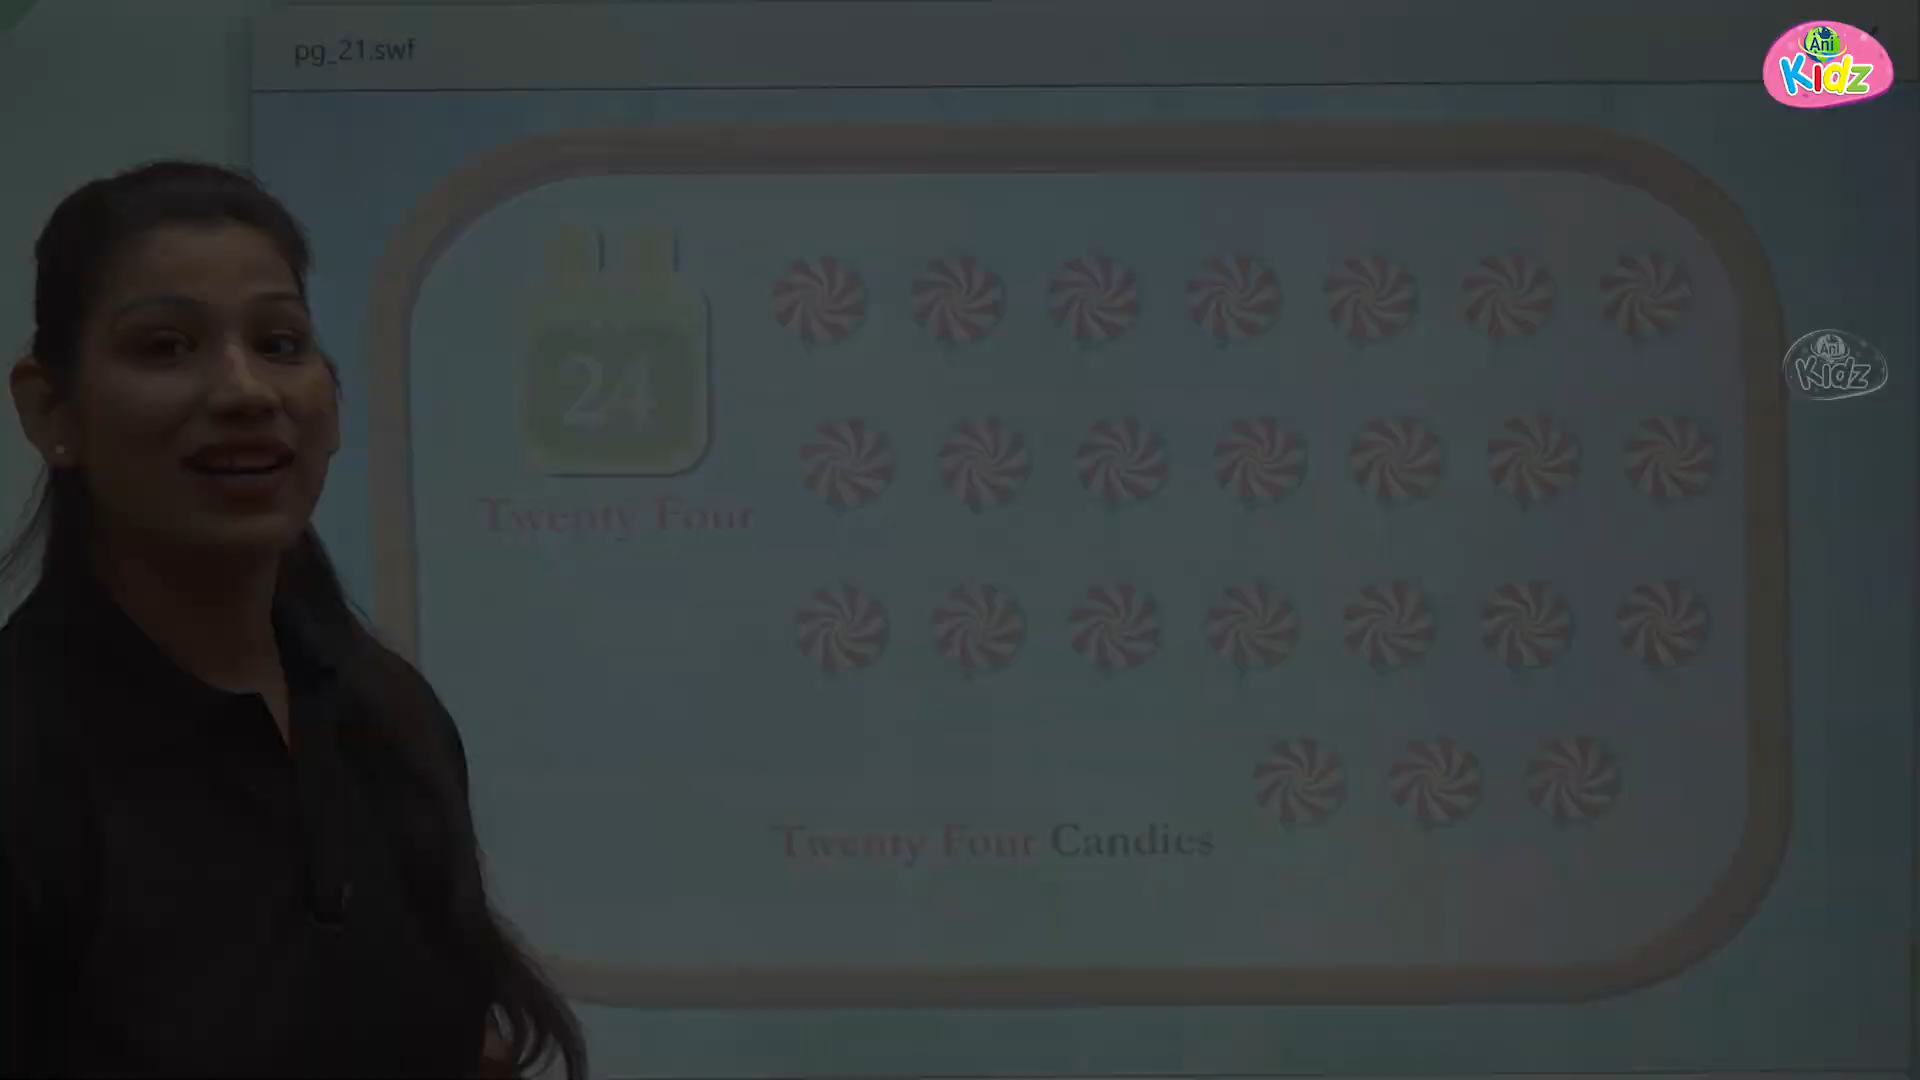 pg_21.swf
Ani
Kidz
24
Ani
Kidz
Twenty Four
Twenty Four Candies